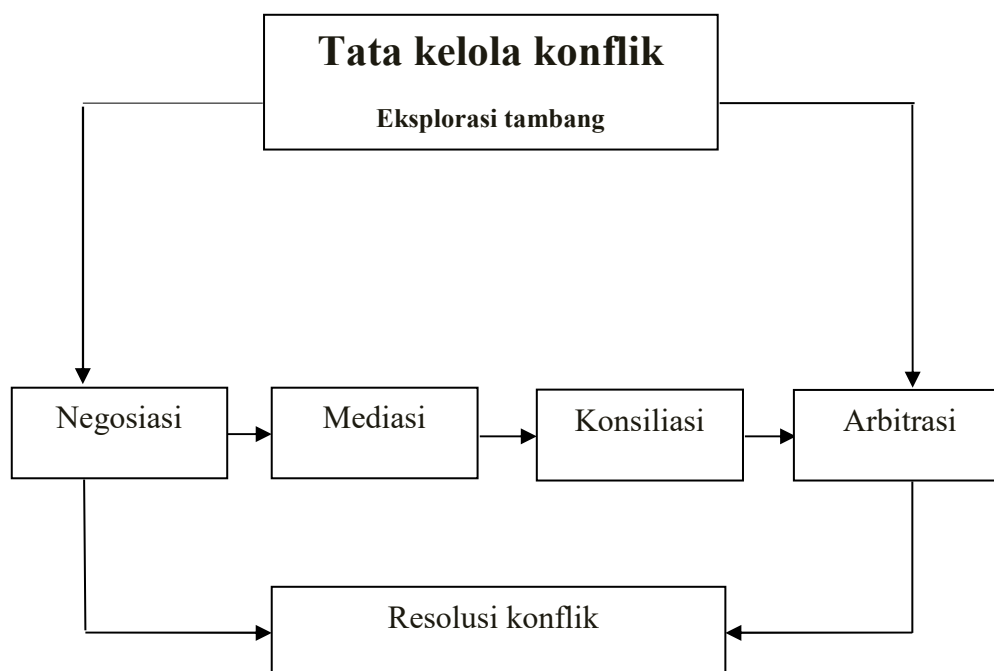 Tata kelola konflik
Eksplorasi tambang
Negosiasi
Mediasi
Konsiliasi
Arbitrasi
Resolusi konflik